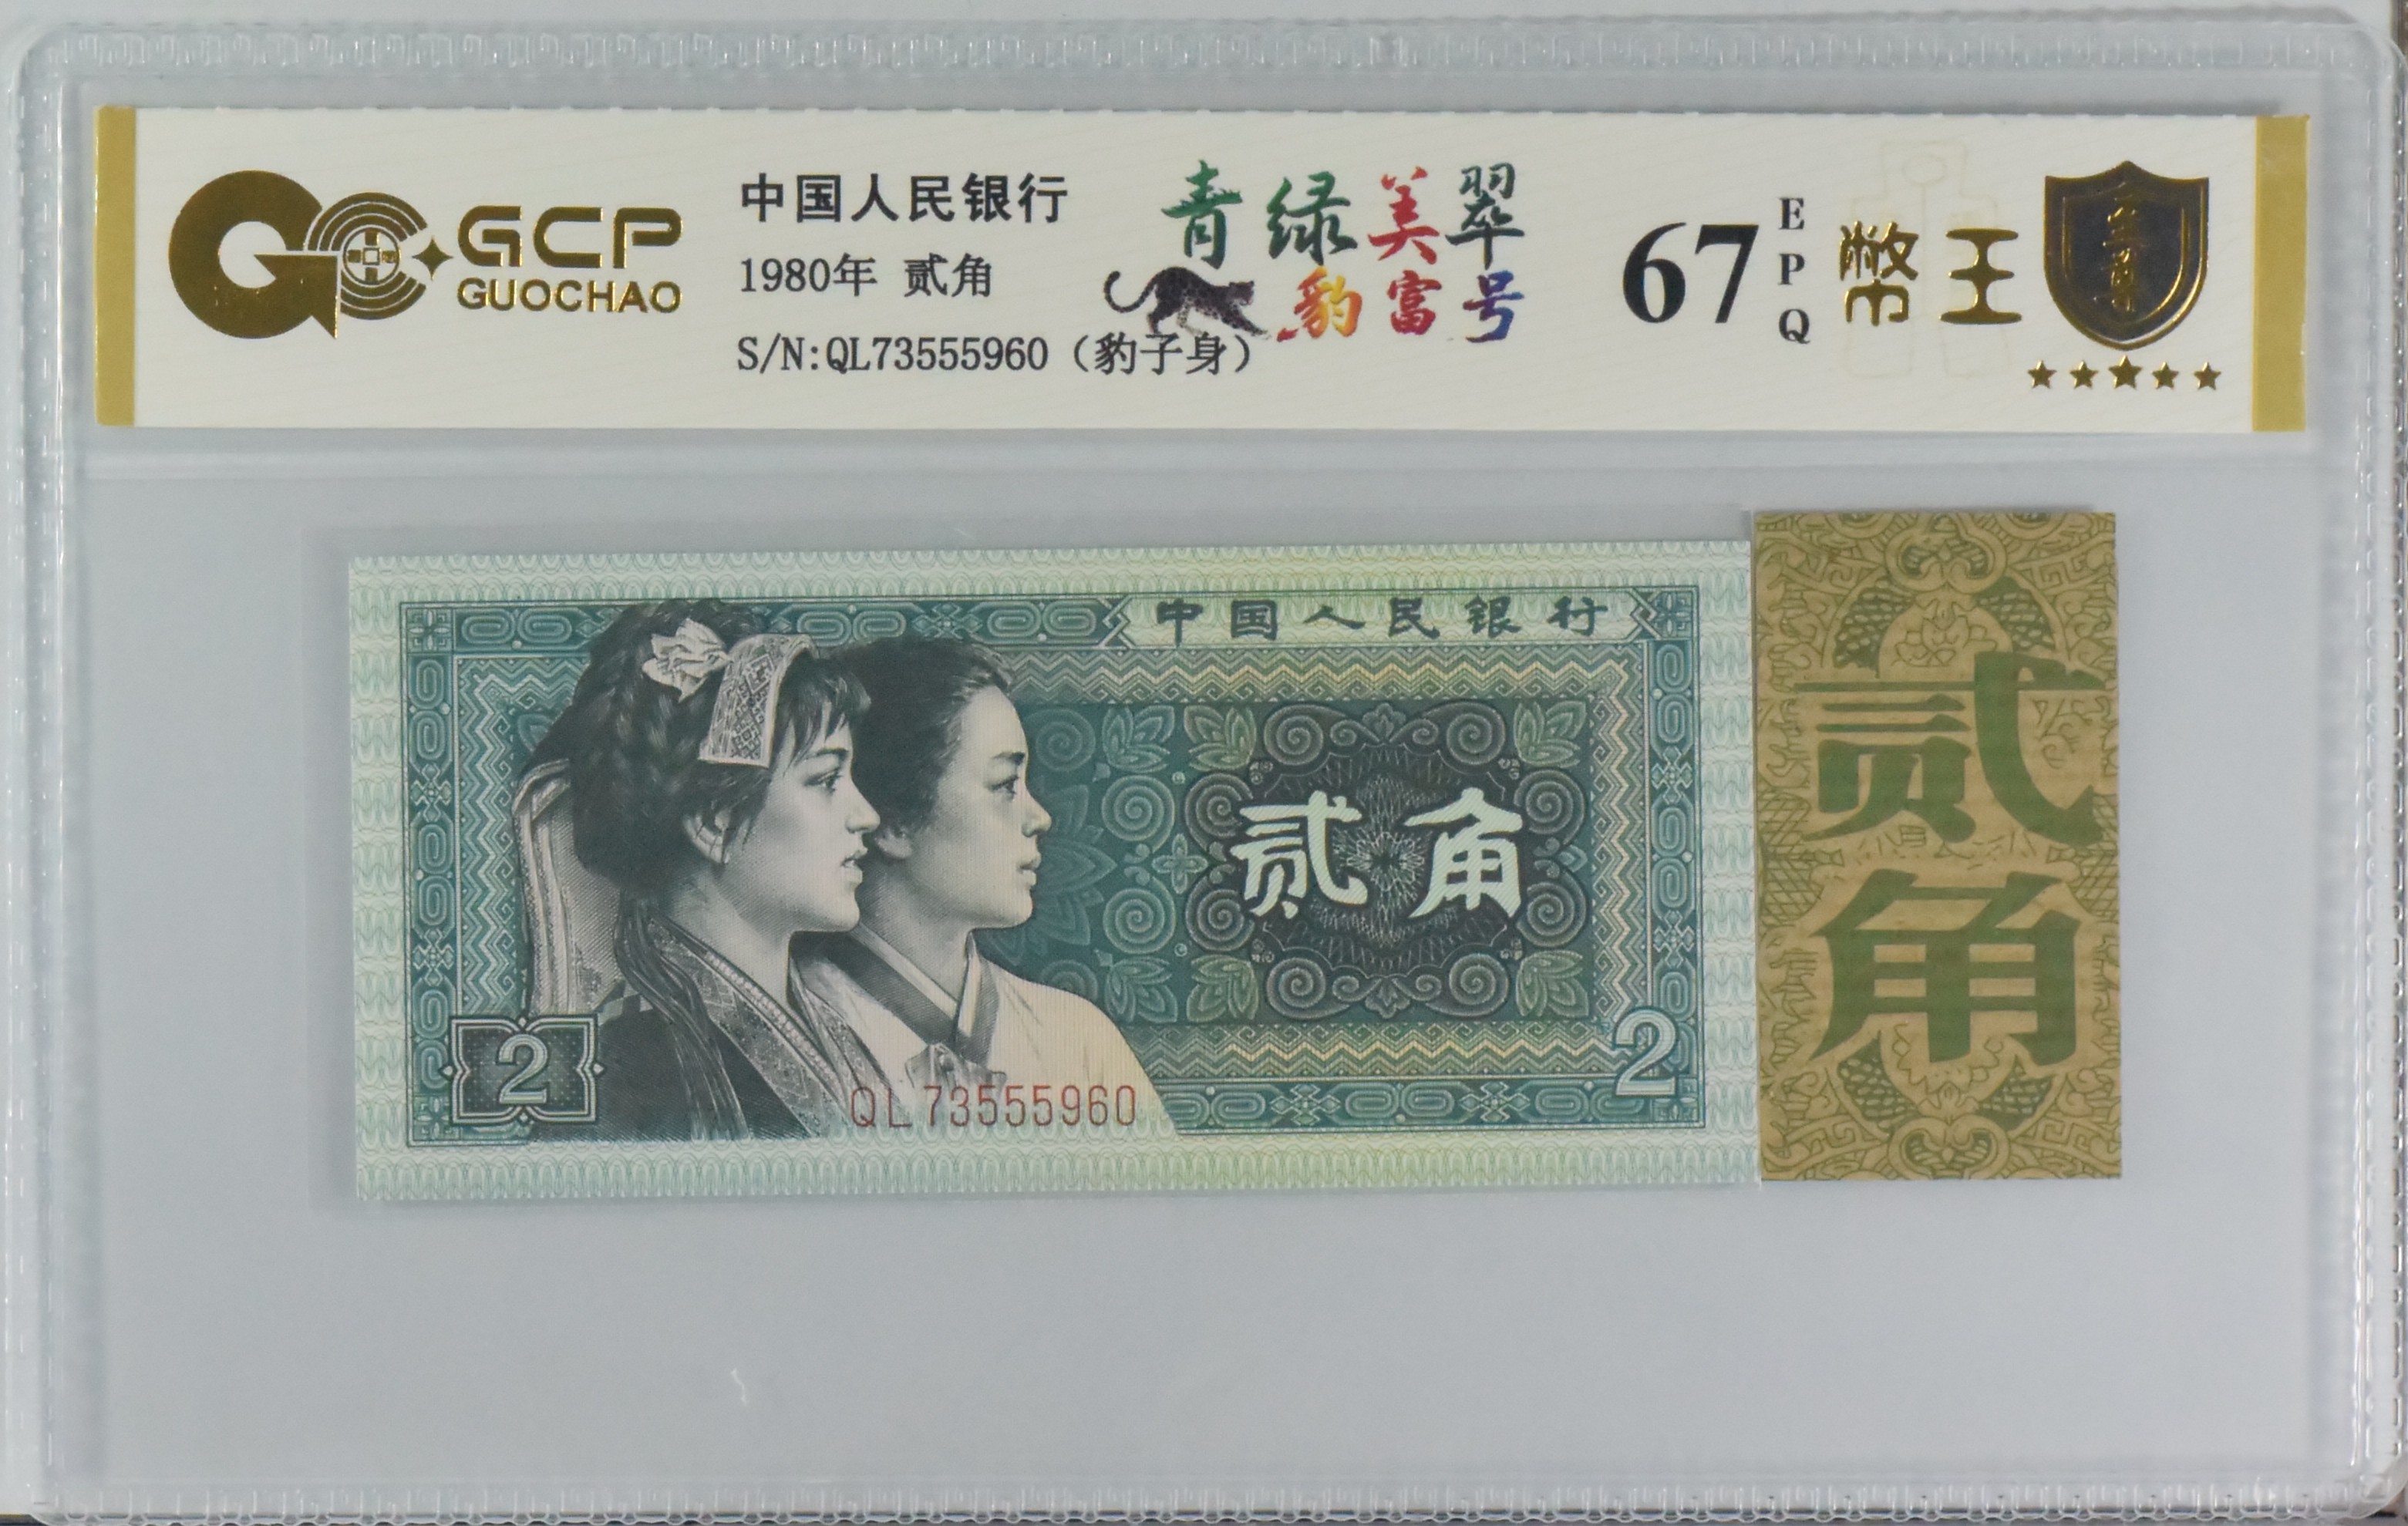 GCP
GUOCHAO
中国人民银行
1980年 贰角
S/N:QL73555960（豹子身）
青绿美翠
豹富号
67
EPQ
幣王
中国人民银行
贰角
2
2
QL73555960
贰角